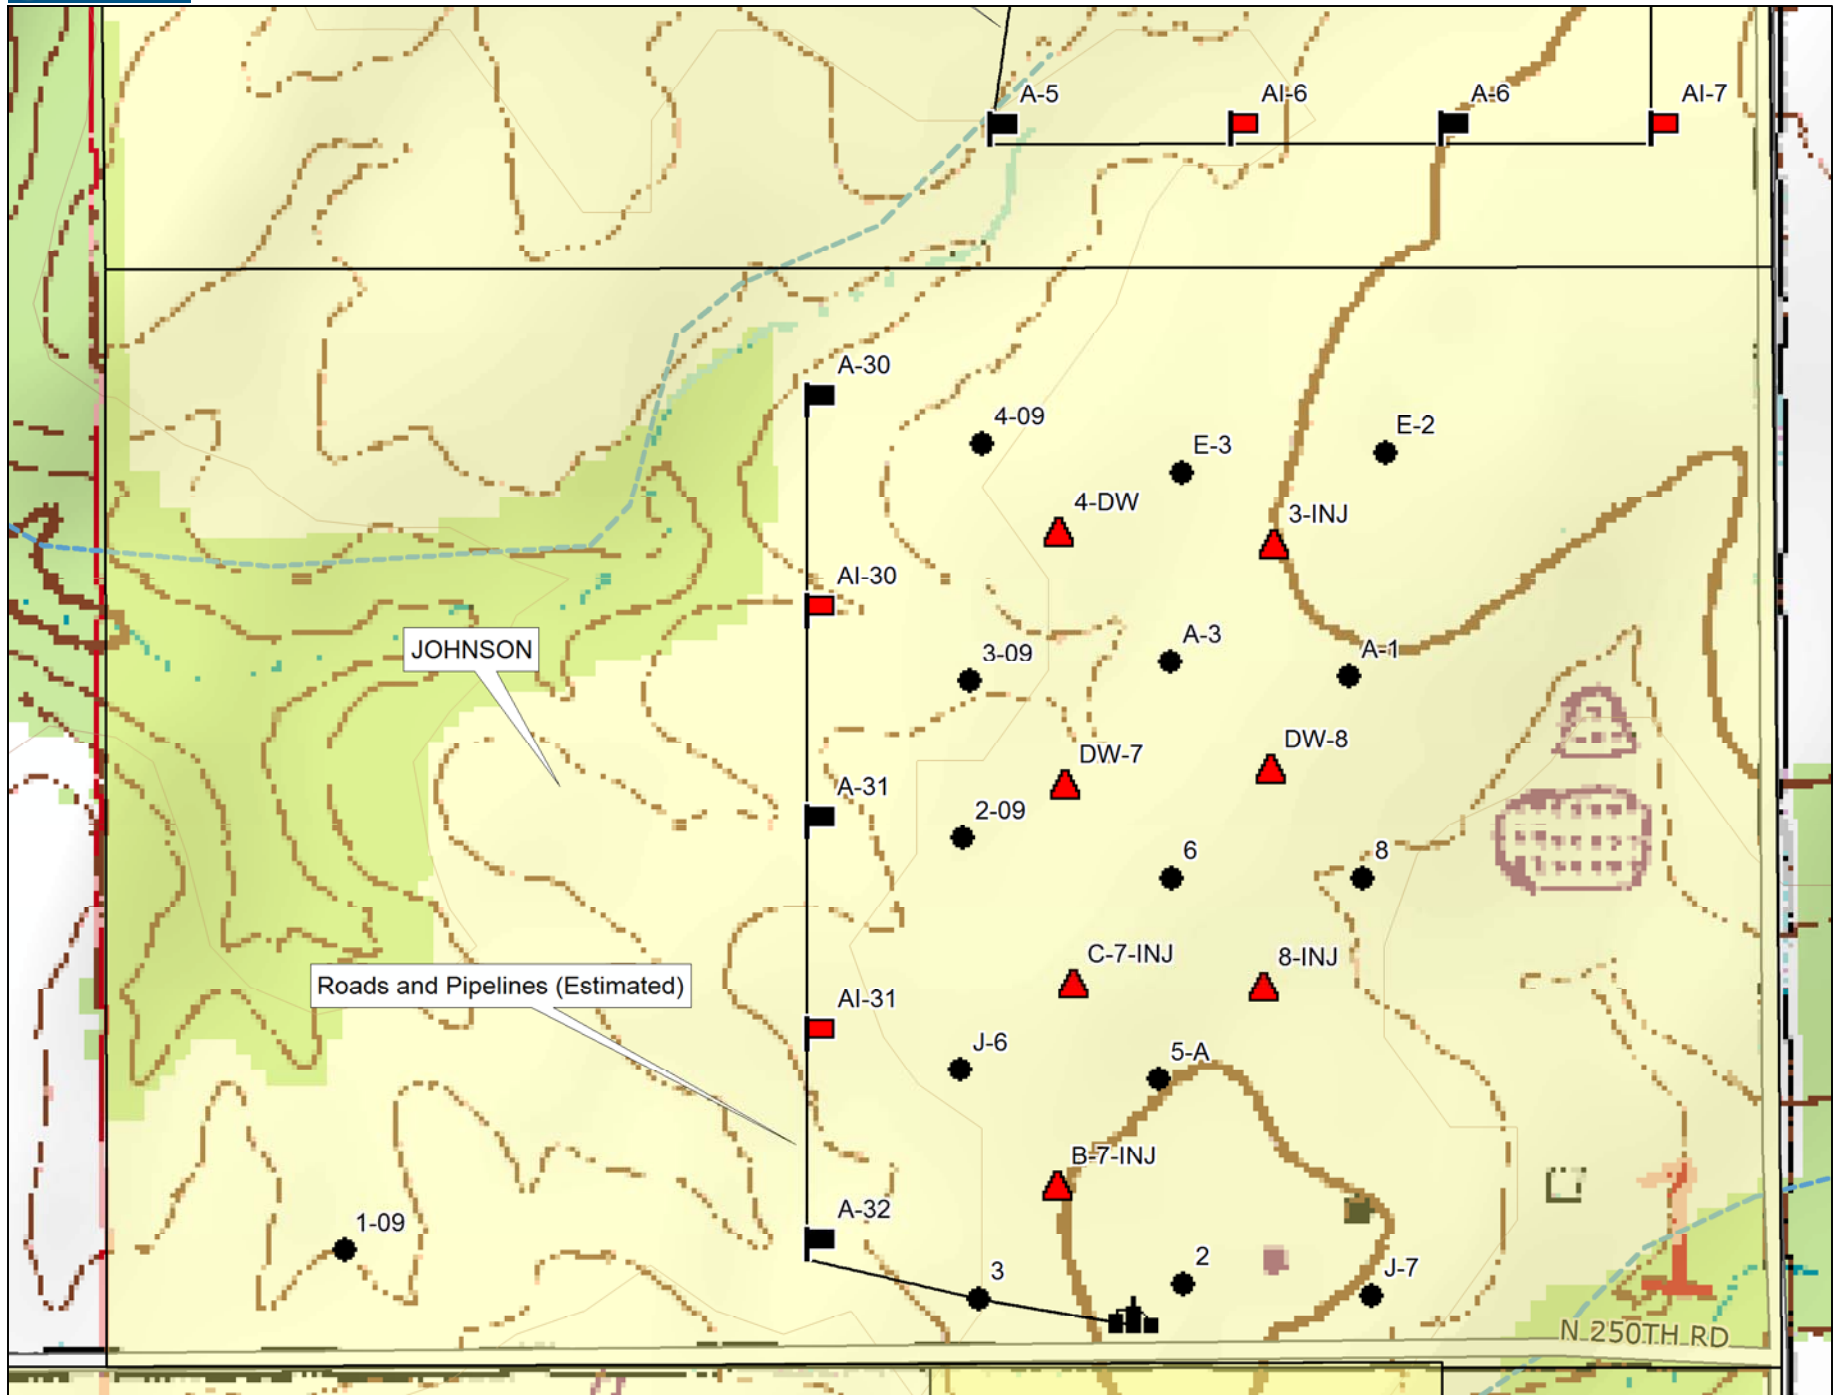 A-5
AI-6
A-6
AI-7
A-30
4-09
E-3
E-2
4-DW
3-INJ
AI-30
JOHNSON
3-09
A-3
A-1
DW-7
DW-8
A-31
2-09
6
8
C-7-INJ
8-INJ
Roads and Pipelines (Estimated)
AI-31
J-6
5-A
B-7-INJ
1
A-32
1-09
3
2
J-7
N 250TH RD